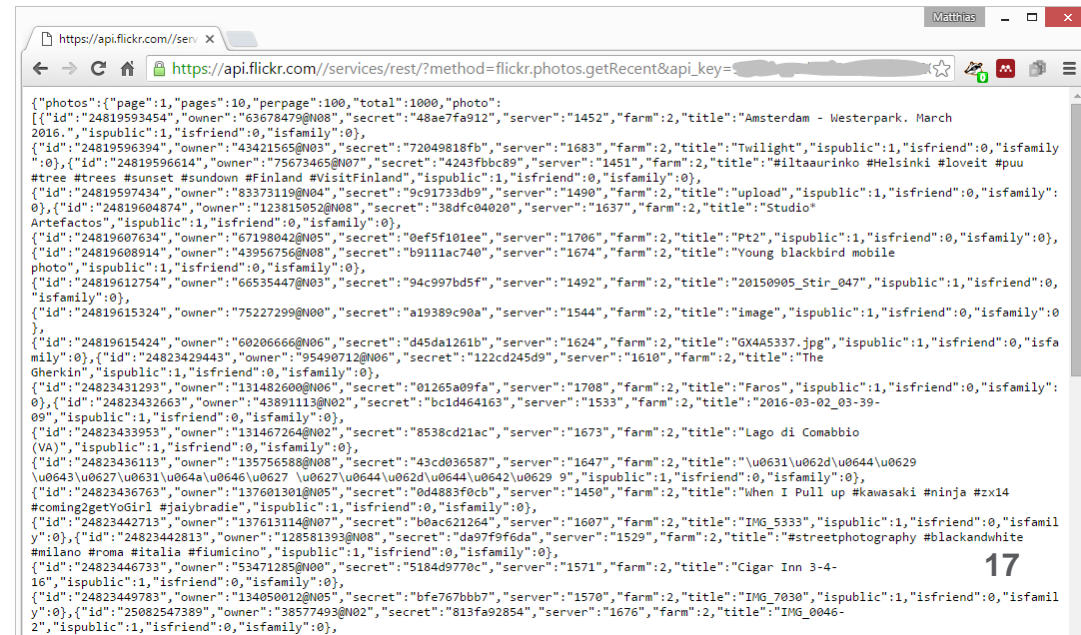 Matthias
https://api.flickr.com//serv
https://api.flickr.com//services/rest/?method=flickr.photos.getRecent&api_key=
{"photos":{"page":1,"pages":10,"perpage":100,"total":1000,"photo":
[{"id":"24819593454","owner":"63678479@N08","secret":"48ae7fa912","server":"1452","farm":2,"title":"Amsterdam - Westerpark. March
2016.","ispublic":1,"isfriend":0,"isfamily":0},
{"id":"24819596394","owner":"43421565@N03","secret":"72049818fb","server":"1683","farm":2,"title":"Twilight","ispublic":1,"isfriend":0,"isfamily
":0},{"id":"24819596614","owner":"75673465@N07","secret":"4243fbbc89","server":"1451","farm":2,"title":"#iltaaurinko #Helsinki #loveit #puu
#tree #trees #sunset #sundown #Finland #VisitFinland","ispublic":1,"isfriend":0,"isfamily":0},
{"id":"24819597434","owner":"83373119@N04","secret":"9c91733db9","server":"1490","farm":2,"title":"upload","ispublic":1,"isfriend":0,"isfamily":
0},{"id":"24819604874","owner":"123815052@N08","secret":"38dfc04020","server":"1637","farm":2,"title":"Studio*
Artefactos","ispublic":1,"isfriend":0,"isfamily":0},
{"id":"24819607634","owner":"67198042@N05","secret":"0ef5f101ee","server":"1706","farm":2,"title":"Pt2","ispublic":1,"isfriend":0,"isfamily":0},
{"id":"24819608914","owner":"43956756@N08","secret":"b9111ac740","server":"1674","farm":2,"title":"Young blackbird mobile
photo","ispublic":1,"isfriend":0,"isfamily":0},
{"id":"24819612754","owner":"66535447@N03","secret":"94c997bd5f","server":"1492","farm":2,"title":"20150905_Stir_047","ispublic":1,"isfriend":0,
"isfamily":0},
{"id":"24819615324","owner":"75227299@N00","secret":"a19389c90a","server":"1544","farm":2,"title":"image","ispublic":1,"isfriend":0,"isfamily":0
},
{"id":"24819615424","owner":"60206666@N06","secret":"d45da1261b","server":"1624","farm":2,"title":"GX4A5337.jpg","ispublic":1,"isfriend":0,"isfa
mily":0},{"id":"24823429443","owner":"95490712@N06","secret":"122cd245d9","server":"1610","farm":2,"title":"The
Gherkin","ispublic":1,"isfriend":0,"isfamily":0},
{"id":"24823431293","owner":"131482600@N06","secret":"01265a09fa","server":"1708","farm":2,"title":"Faros","ispublic":1,"isfriend":0,"isfamily":
0},{"id":"24823432663","owner":"43891113@N02","secret":"bc1d464163","server":"1533","farm":2,"title":"2016-03-02_03-39-
09","ispublic":1,"isfriend":0,"isfamily":0},
{"id":"24823433953","owner":"131467264@N02","secret":"8538cd21ac","server":"1673","farm":2,"title":"Lago di Comabbio
(VA)","ispublic":1,"isfriend":0,"isfamily":0},
{"id":"24823436113","owner":"135756588@N08","secret":"43cd036587","server":"1647","farm":2,"title":"\u0631\u062d\u0644\u0629
\u0643\u0627\u0631\u064a\u0646\u0627 \u0627\u0644\u062d\u0644\u0642\u0629 9","ispublic":1,"isfriend":0,"isfamily":0},
{"id":"24823436763","owner":"137601301@N05","secret":"0d4883f0cb","server":"1450","farm":2,"title":"When I Pull up #kawasaki #ninja #zx14
#coming2getYoGirl #jaiybradie","ispublic":1,"isfriend":0,"isfamily":0},
{"id":"24823442713","owner":"137613114@N07","secret":"b0ac621264","server":"1607","farm":2,"title":"IMG_5333","ispublic":1,"isfriend":0,"isfamil
y":0},{"id":"24823442813","owner":"128581393@N08","secret":"da97f9f6da","server":"1529","farm":2,"title":"#streetphotography #blackandwhite
#milano #roma #italia #fiumicino","ispublic":1,"isfriend":0,"isfamily":0},
{"id":"24823446733","owner":"53471285@N00","secret":"5184d9770c","server":"1571","farm":2,"title":"Cigar Inn 3-4-
16","ispublic":1,"isfriend":0,"isfamily":0},
17
{"id":"24823449783","owner":"134050012@N05","secret":"bfe767bbb7","server":"1570","farm":2,"title":"IMG_7030","ispublic":1,"isfriend":0,"isfamil
y":0},{"id":"25082547389","owner":"38577493@N02","secret":"813fa92854","server":"1676","farm":2,"title":"IMG_0046-
2","ispublic":1,"isfriend":0,"isfamily":0},